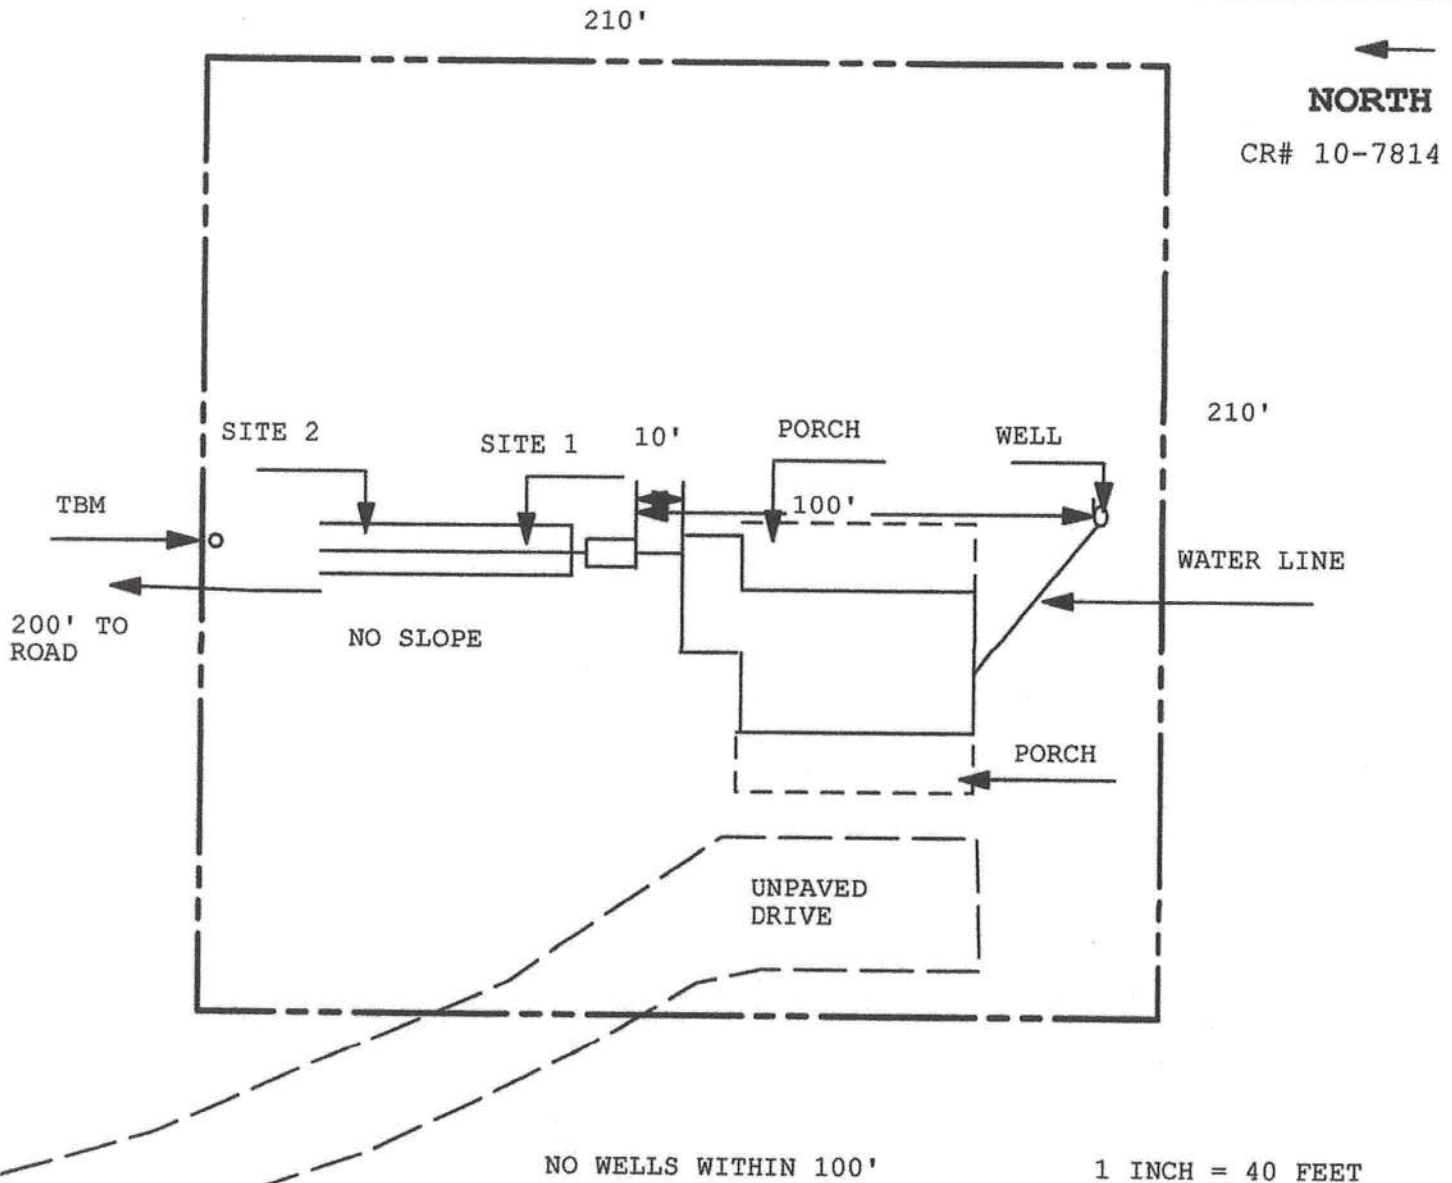 210'
NORTH
CR# 10-7814
210'
SITE 2
SITE 1
10'
PORCH
WELL
TBM
100'
WATER LINE
200' TO
ROAD
NO SLOPE
PORCH
UNPAVED
DRIVE
NO WELLS WITHIN 100'
1 INCH = 40 FEET